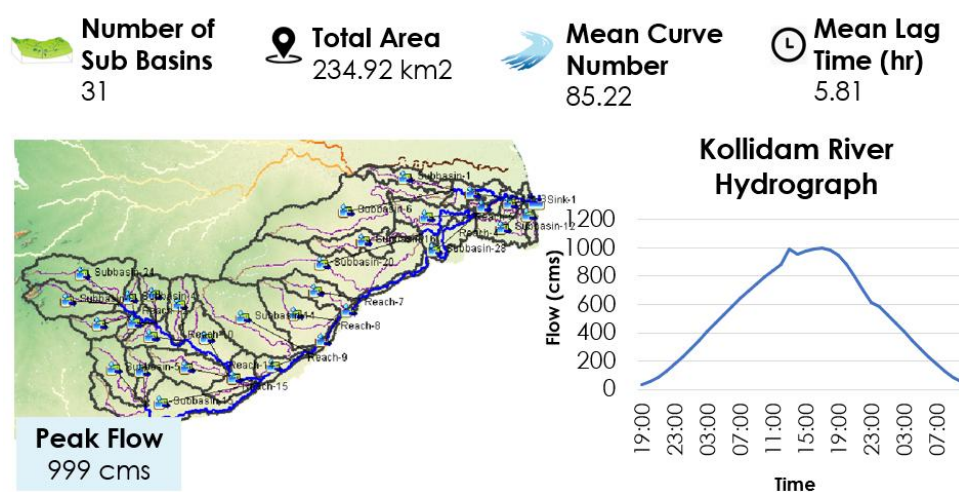 Number of
Sub Basins
31
Total Area
234.92 km2
Mean Curve
Number
85.22
Mean Lag
Time (hr)
5.81
Subbasin-1
Sink-1
Subbasin-6
Subbasin-12
Subbasin-28
Subbasin-20
Subbasin-21
Reach-7
Reach-8
Reach-9
Reach-15
Peak Flow
999 cms
Kollidam River
Hydrograph
Flow (cms)
1200
1000
800
600
400
200
0
19:00
23:00
03:00
07:00
11:00
15:00
19:00
23:00
03:00
07:00
Time